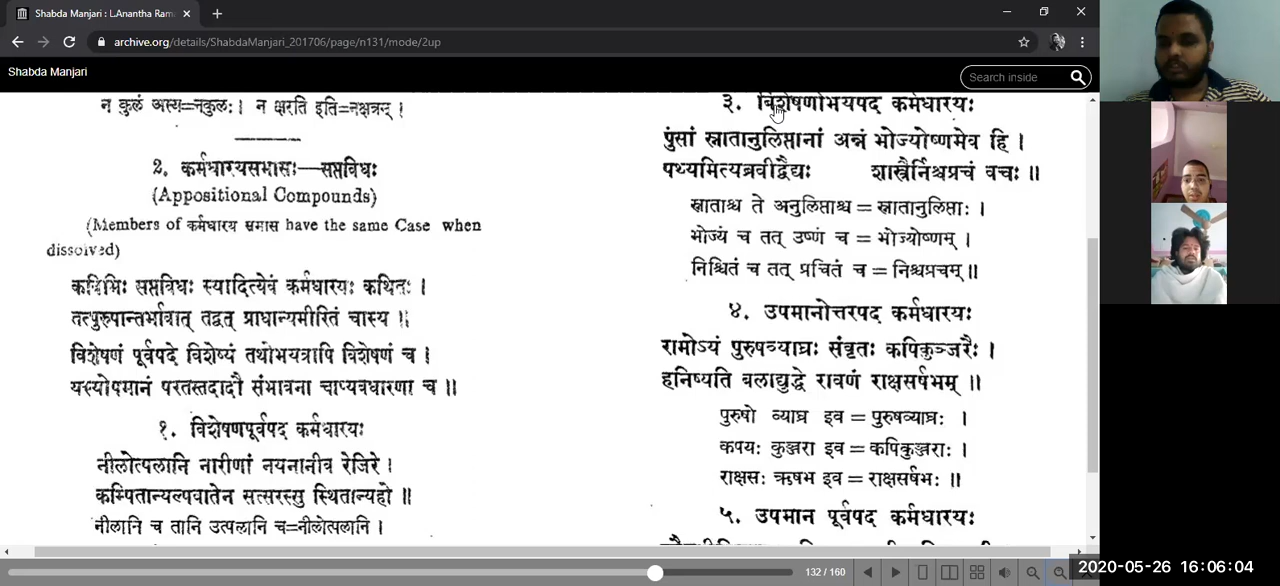 Shabda Manjari : L.Anantha Rama
archive.org/details/ShabdaManjari_201706/page/n131/mode/2up
Shabda Manjari
Search inside
न कुलं अस्य=नकुलः। न क्षरति इति=नक्षत्रम् !
2. कर्मधारयसमासः—सप्तविधः
(Appositional Compounds)
(Members of कर्मधारय समास have the same Case when
dissolved)
कविभिः सप्तविधः स्यादित्येवं कर्मधारयः कथितः ।
तत्पुरुषान्तर्भावात् तद्वत् प्राधान्यमीरितं चास्य ॥
विशेषणं पूर्वपदे विशेष्यं तथोभयत्रापि विशेषणं च ।
यस्योपमानं परतस्तदादौ संभावना चाप्यवधारणा च ॥
१. विशेषणपूर्वपद कर्मधारयः
नीलोत्पलानि नारीणां नयनानीव रेजिरे ।
कम्पितान्यल्पवातेन सत्सरस्सु स्थितान्यहो ॥
नीलानि च तानि उत्पलानि च=नीलोत्पलानि ।
३. विशेषणोभयपद कर्मधारयः
पुंसां स्नातानुलिप्तानां अन्नं भोज्योष्णमेव हि ।
पथ्यमित्यब्रवीद्वैद्यः शास्त्रैर्निश्चप्रचं वचः ॥
स्नाताश्च ते अनुलिप्ताश्च = स्नातानुलिप्ताः ।
भोज्यं च तत् उष्णं च = भोज्योष्णम् ।
निश्चितं च तत् प्रचितं च = निश्चप्रचम् ॥
४. उपमानोत्तरपद कर्मधारयः
रामोऽयं पुरुषव्याघ्रः संवृतः कपिकुञ्जरैः ।
हनिष्यति बलाद्युद्धे रावणं राक्षसर्षभम् ॥
पुरुषो व्याघ्र इव = पुरुषव्याघ्रः ।
कपयः कुञ्जरा इव = कपिकुञ्जराः ।
राक्षसः ऋषभ इव = राक्षसर्षभः ॥
५. उपमान पूर्वपद कर्मधारयः
132 / 160
2020-05-26 16:06:04